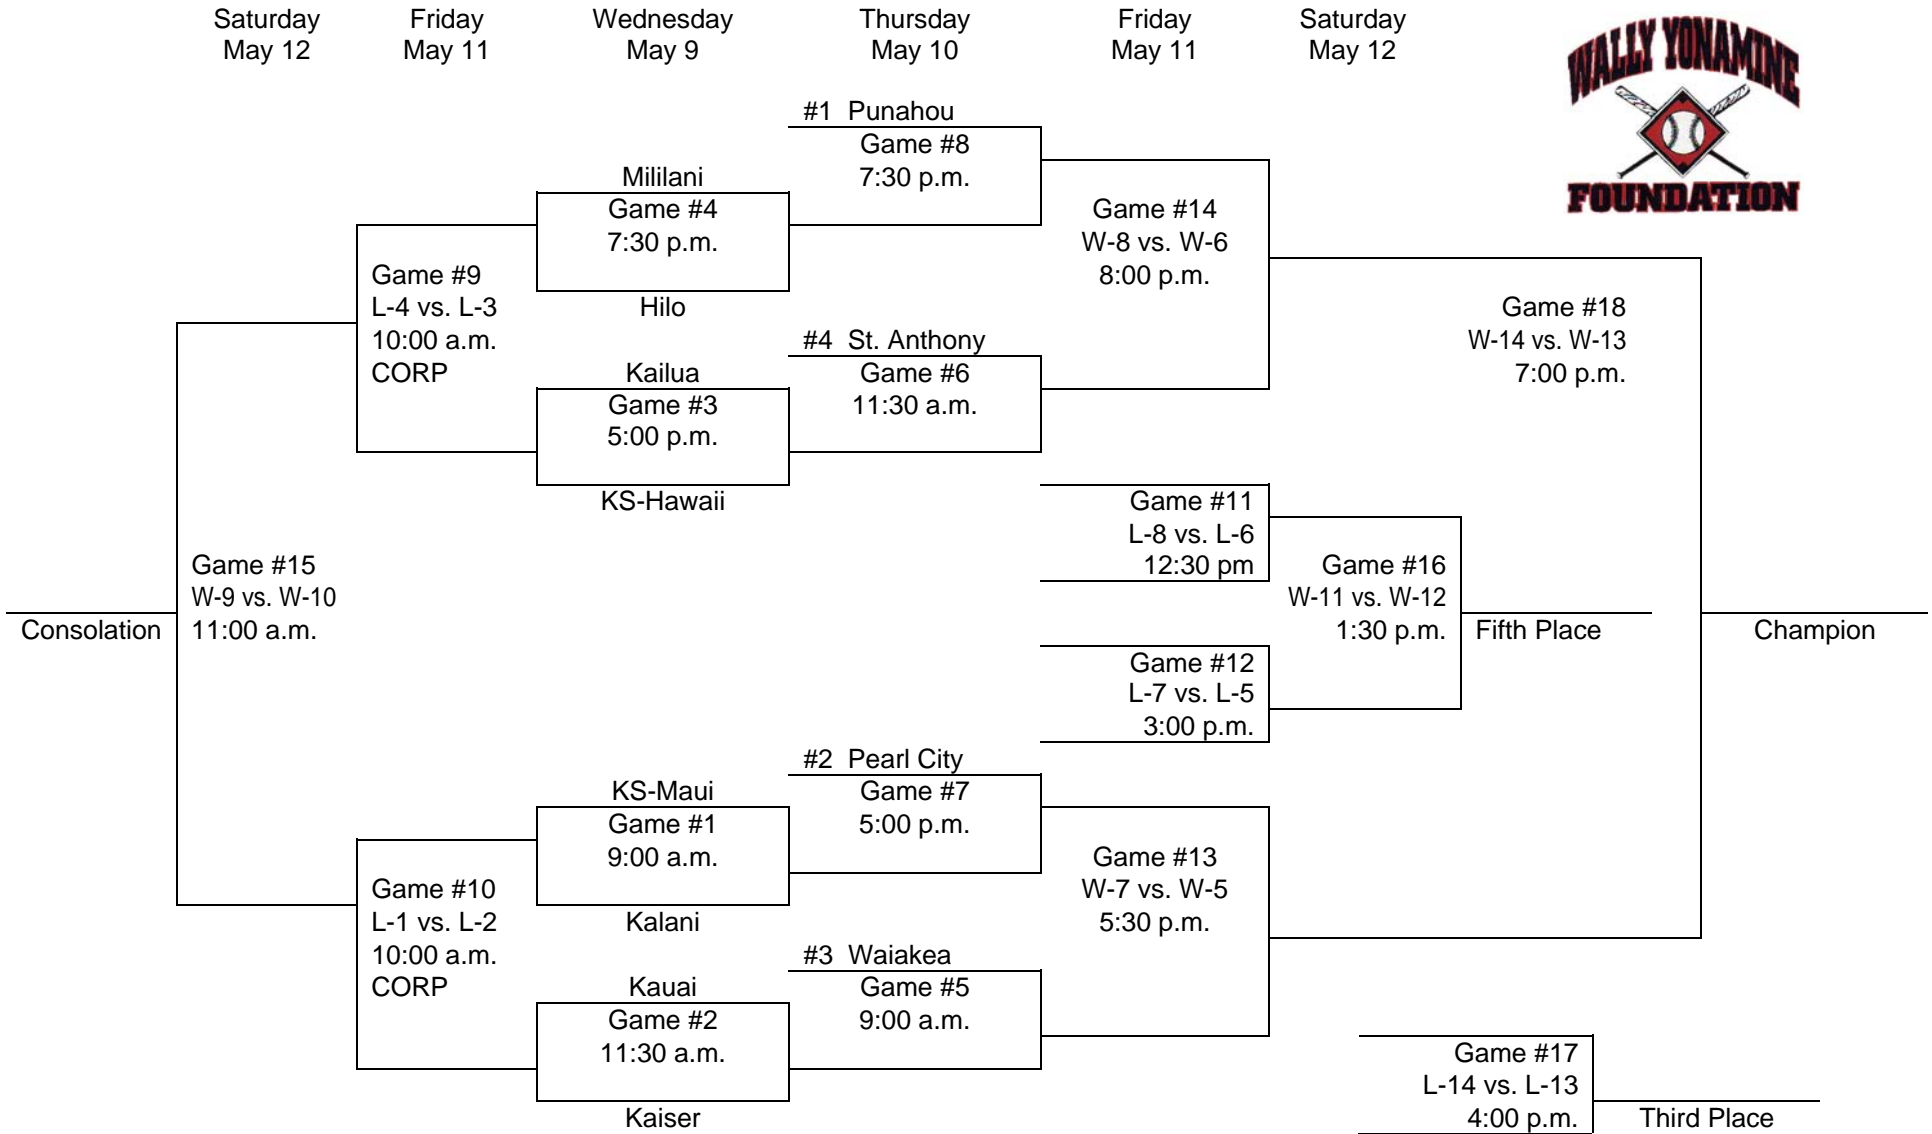 Saturday
May 12
Friday
May 11
Wednesday
May 9
Thursday
May 10
Friday
May 11
Saturday
May 12
WALLY YONAMINE
FOUNDATION
#1 Punahou
Game #8
7:30 p.m.
Mililani
Game #4
7:30 p.m.
Hilo
Game #14
W-8 vs. W-6
8:00 p.m.
Game #9
L-4 vs. L-3
10:00 a.m.
CORP
#4 St. Anthony
Game #6
11:30 a.m.
Game #18
W-14 vs. W-13
7:00 p.m.
Kailua
Game #3
5:00 p.m.
KS-Hawaii
Game #11
L-8 vs. L-6
12:30 pm
Game #15
W-9 vs. W-10
11:00 a.m.
Consolation
Game #16
W-11 vs. W-12
1:30 p.m.
Fifth Place
Champion
Game #12
L-7 vs. L-5
3:00 p.m.
#2 Pearl City
Game #7
5:00 p.m.
KS-Maui
Game #1
9:00 a.m.
Kalani
Game #13
W-7 vs. W-5
5:30 p.m.
Game #10
L-1 vs. L-2
10:00 a.m.
CORP
#3 Waiakea
Game #5
9:00 a.m.
Kauai
Game #2
11:30 a.m.
Kaiser
Game #17
L-14 vs. L-13
4:00 p.m.
Third Place